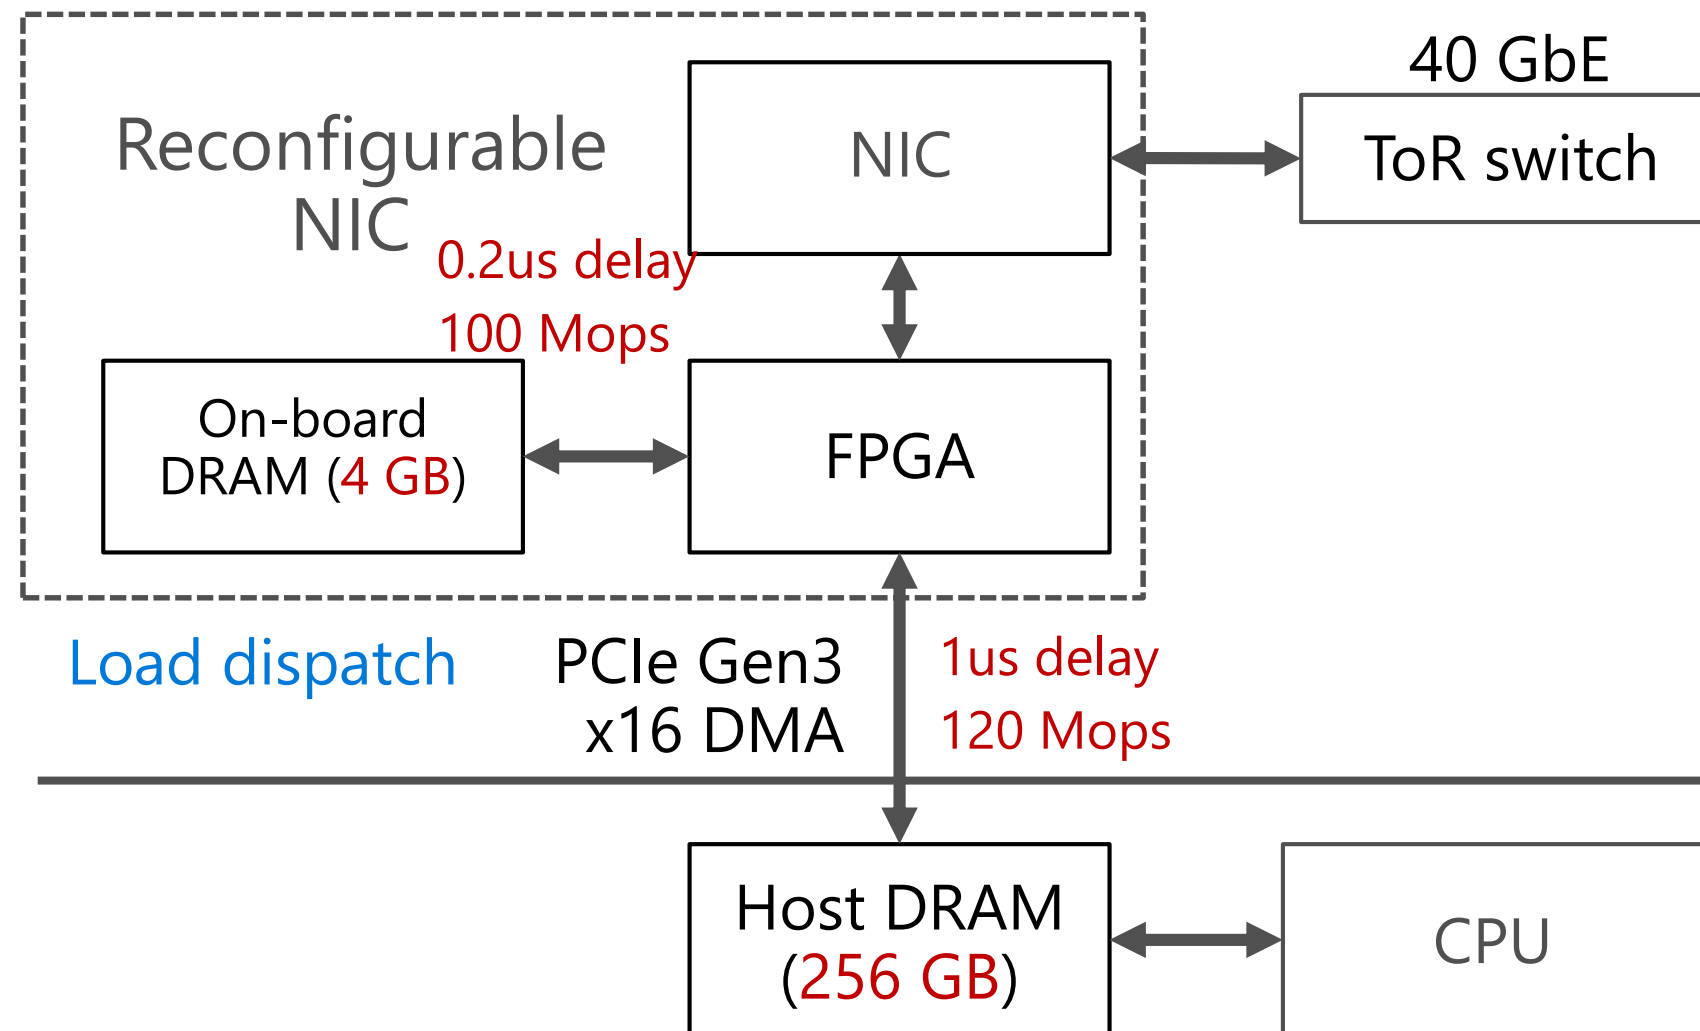 40 GbE
Reconfigurable
NIC
NIC
ToR switch
0.2us delay
100 Mops
On-board
DRAM (4 GB)
FPGA
Load dispatch
PCIe Gen3
x16 DMA
1us delay
120 Mops
Host DRAM
(256 GB)
CPU